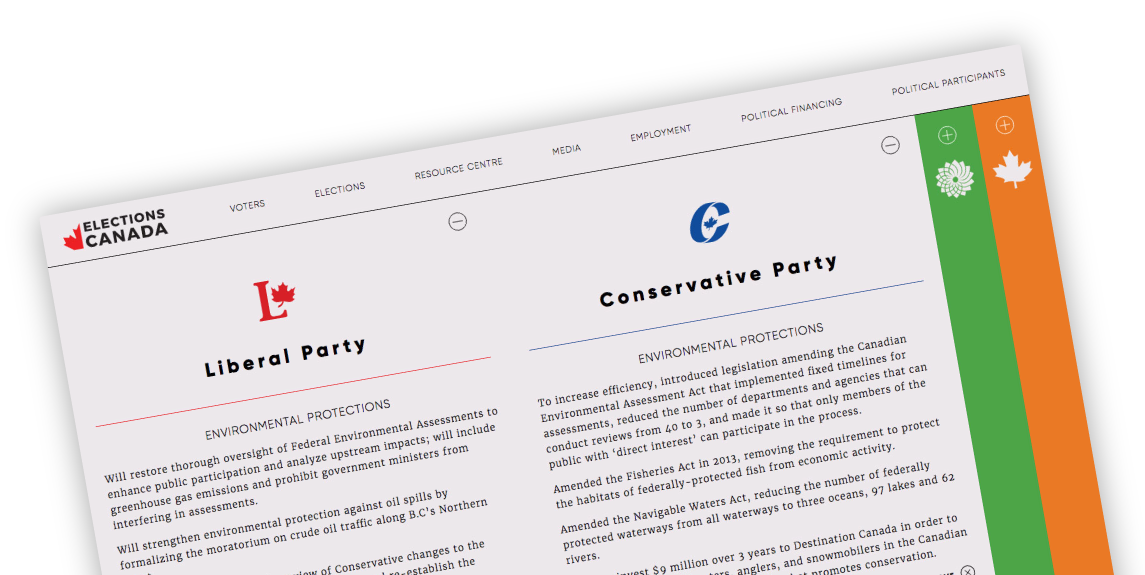 ELECTIONS
CANADA
VOTERS
ELECTIONS
RESOURCE CENTRE
MEDIA
EMPLOYMENT
POLITICAL FINANCING
POLITICAL PARTICIPANTS
L
Liberal Party
ENVIRONMENTAL PROTECTIONS
Will restore thorough oversight of Federal Environmental Assessments to
enhance public participation and analyze upstream impacts; will include
greenhouse gas emissions and prohibit government ministers from
interfering in assessments.
Will strengthen environmental protection against oil spills by
formalizing the moratorium on crude oil traffic along B.C's Northern
of Conservative changes to the
re-establish the
C
Conservative Party
ENVIRONMENTAL PROTECTIONS
To increase efficiency, introduced legislation amending the Canadian
Environmental Assessment Act that implemented fixed timelines for
assessments, reduced the number of departments and agencies that can
conduct reviews from 40 to 3, and made it so that only members of the
public with ‘direct interest’ can participate in the process.
Amended the Fisheries Act in 2013, removing the requirement to protect
the habitats of federally-protected fish from economic activity.
Amended the Navigable Waters Act, reducing the number of federally
protected waterways from all waterways to three oceans, 97 lakes and 62
rivers.
invest $9 million over 3 years to Destination Canada in order to
anglers, and snowmobilers in the Canadian
promotes conservation.